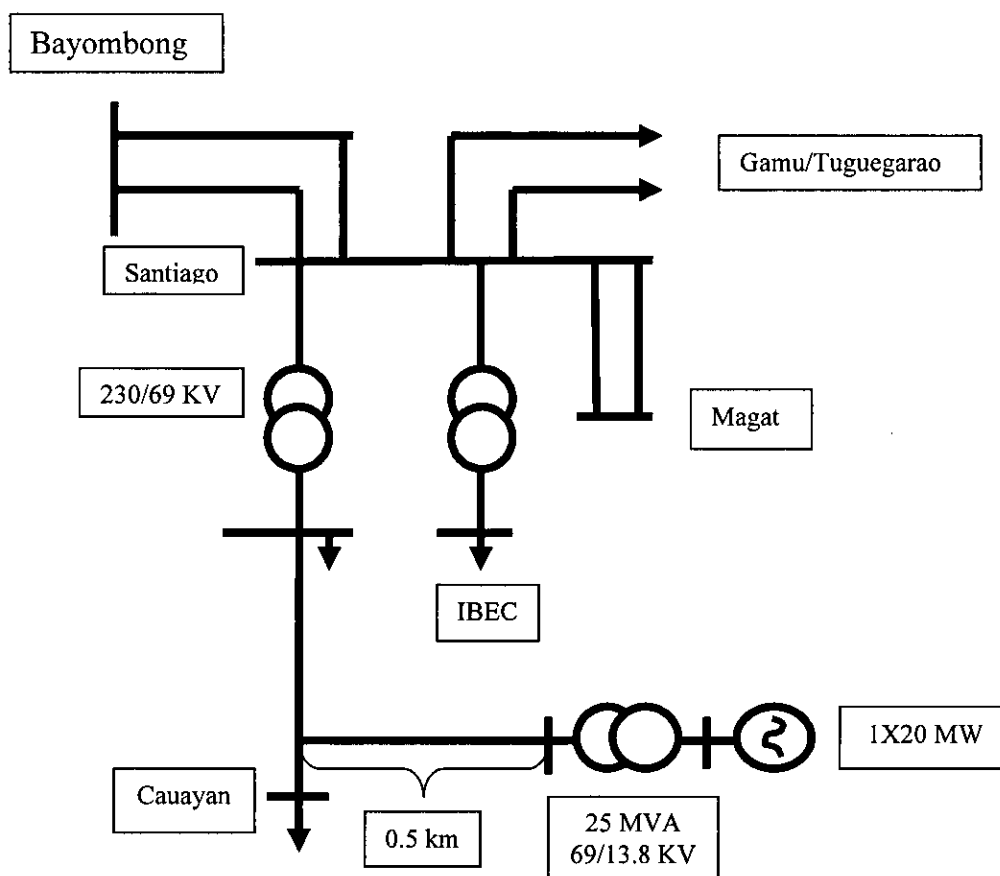 Bayombong
Gamu/Tuguegarao
Santiago
230/69 KV
Magat
IBEC
1X20 MW
Cauayan
0.5 km
25 MVA
69/13.8 KV